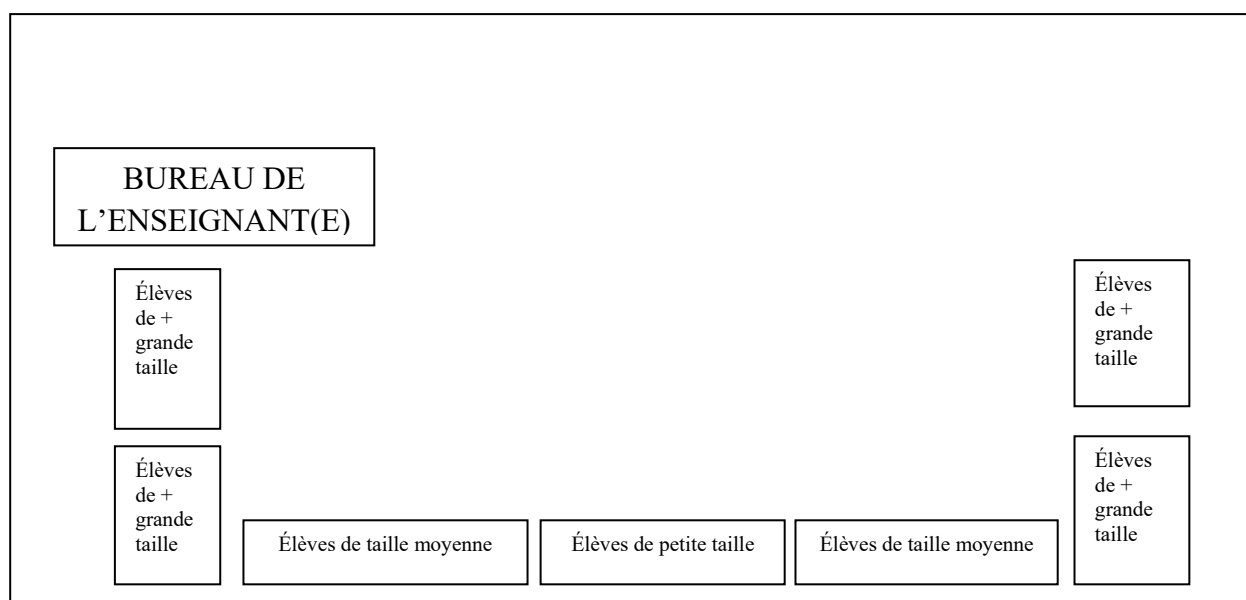 BUREAU DE
L’ENSEIGNANT(E)
Élèves
de +
grande
taille
Élèves
de +
grande
taille
Élèves
de +
grande
taille
Élèves de taille moyenne
Élèves de petite taille
Élèves de taille moyenne
Élèves
de +
grande
taille